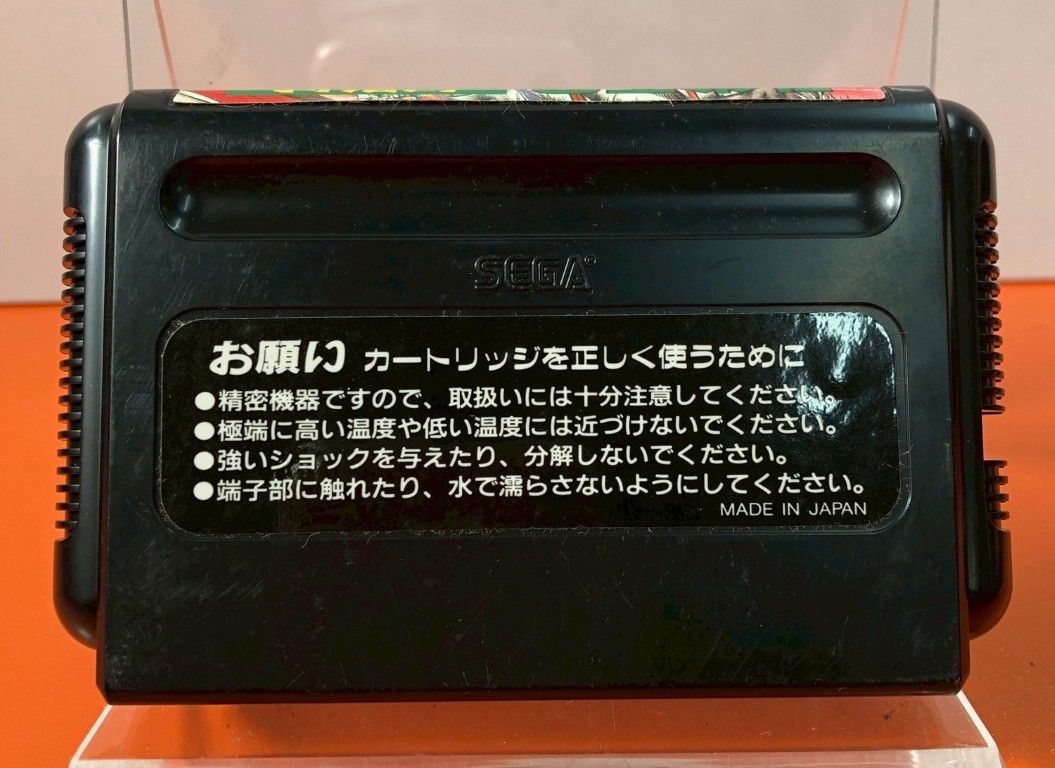 SEGA®
お願い カートリッジを正しく使うために
●精密機器ですので、取扱いには十分注意してください。
●極端に高い温度や低い温度には近づけないでください。
●強いショックを与えたり、分解しないでください。
●端子部に触れたり、水で濡らさないようにしてください。
MADE IN JAPAN